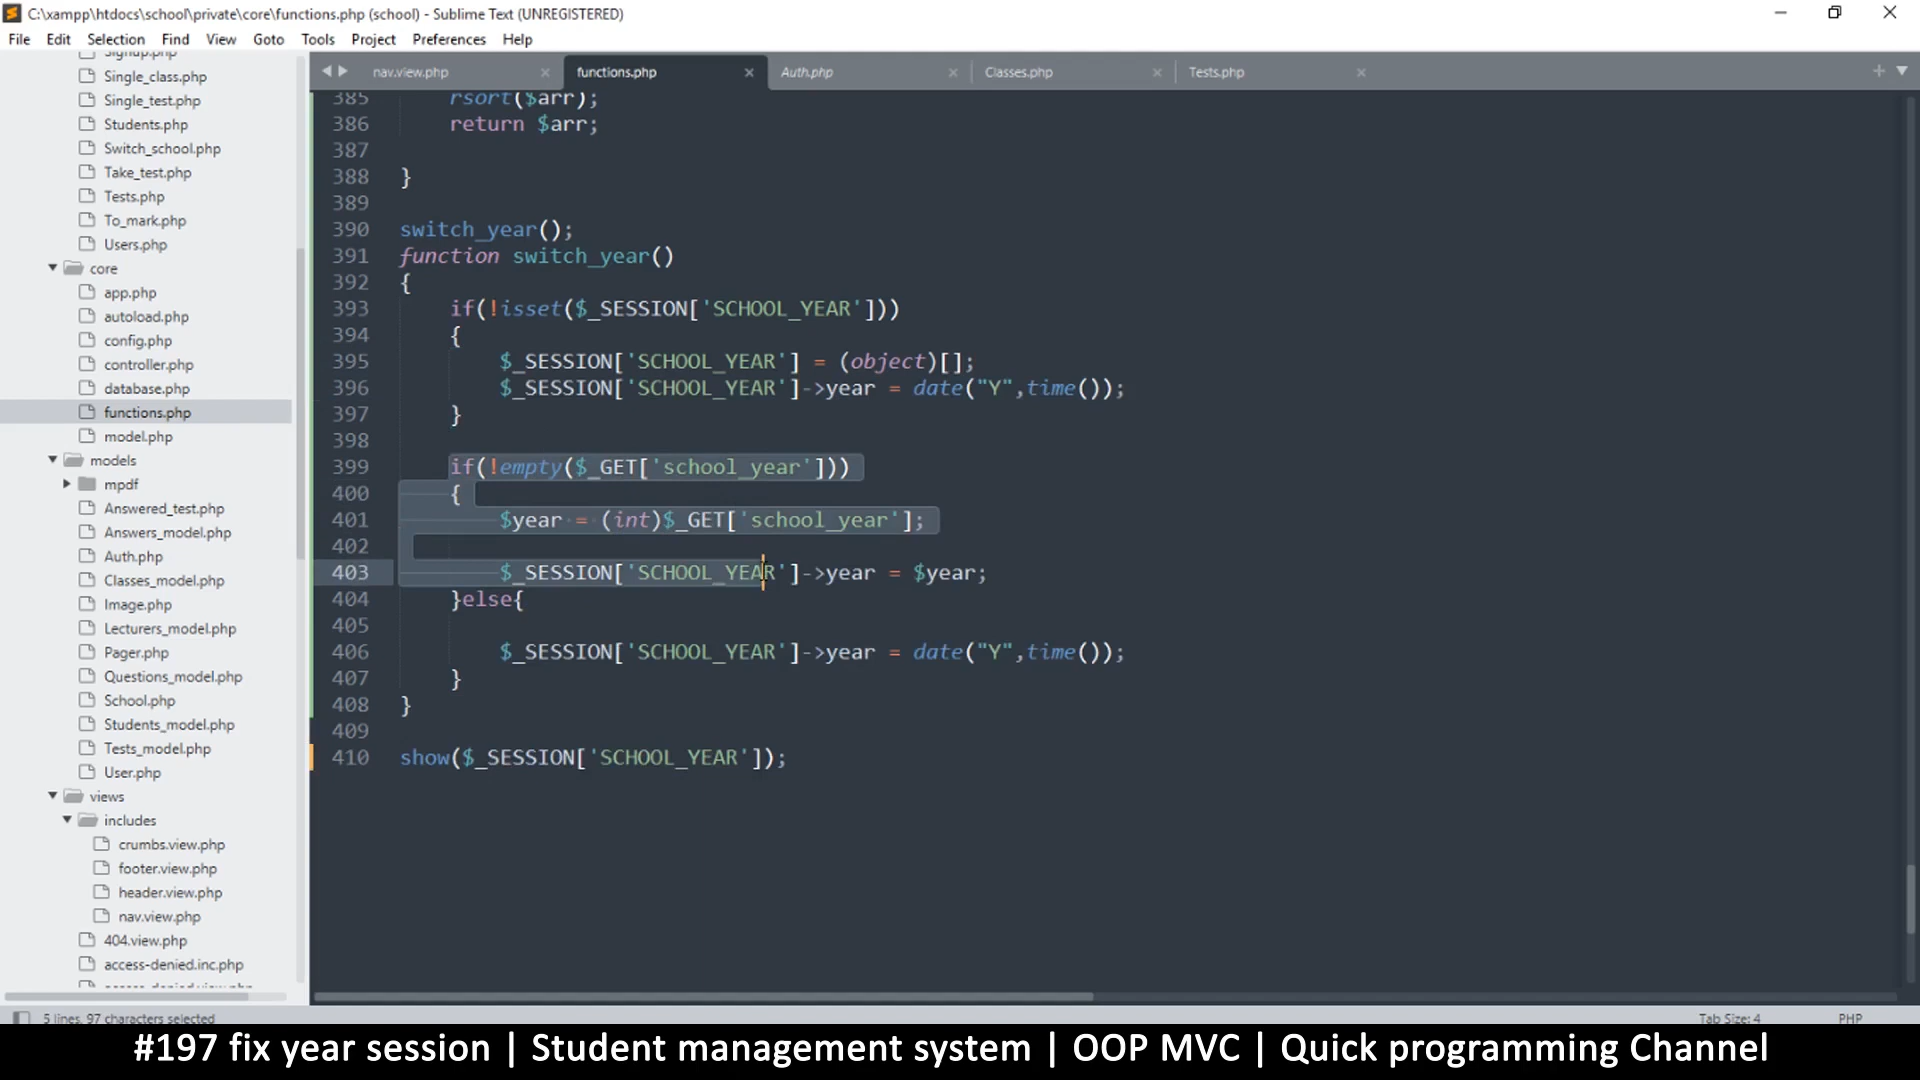 C:\xampp\htdocs\school\private\core\functions.php (school) - Sublime Text (UNREGISTERED)
File Edit Selection Find View Goto Tools Project Preferences Help
nav.view.php functions.php Auth.php Classes.php Tests.php
Signup.php
Single_class.php
Single_test.php
Students.php
Switch_school.php
Take_test.php
Tests.php
To_mark.php
Users.php
core
app.php
autoload.php
config.php
controller.php
database.php
functions.php
model.php
models
mpdf
Answered_test.php
Answers_model.php
Auth.php
Classes_model.php
Image.php
Lecturers_model.php
Pager.php
Questions_model.php
School.php
Students_model.php
Tests_model.php
User.php
views
includes
crumbs.view.php
footer.view.php
header.view.php
nav.view.php
404.view.php
access-denied.inc.php
access-denied.view.php
385 rsort($arr);
386 return $arr;
387
388 }
389
390 switch_year();
391 function switch_year()
392 {
393 if(!isset($_SESSION['SCHOOL_YEAR']))
394 {
395 $_SESSION['SCHOOL_YEAR'] = (object)[];
396 $_SESSION['SCHOOL_YEAR']->year = date("Y",time());
397 }
398
399 if(!empty($_GET['school_year']))
400 {
401 $year = (int)$_GET['school_year'];
402
403 $_SESSION['SCHOOL_YEAR']->year = $year;
404 }else{
405
406 $_SESSION['SCHOOL_YEAR']->year = date("Y",time());
407 }
408 }
409
410 show($_SESSION['SCHOOL_YEAR']);
5 lines, 97 characters selected Tab Size: 4 PHP
#197 fix year session | Student management system | OOP MVC | Quick programming Channel